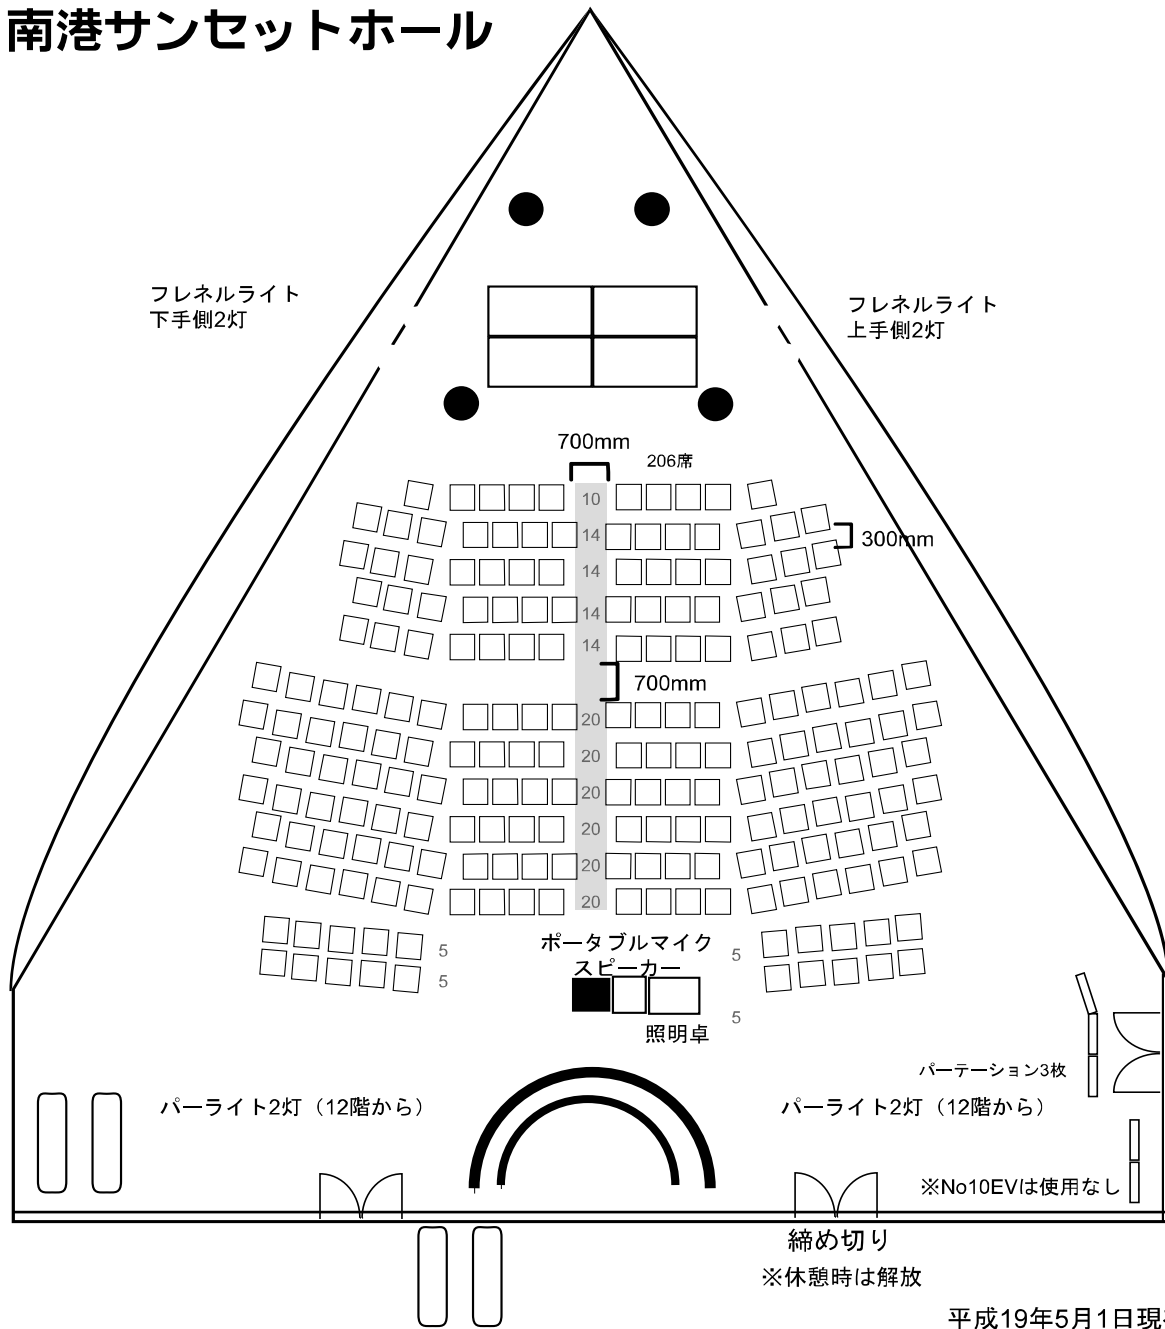 南港サンセットホール
フレネルライト
下手側2灯
フレネルライト
上手側2灯
700mm
206席
10
14
300mm
14
14
14
700mm
20
20
20
20
20
20
ポータブルマイク
スピーカー
5
5
5
5
照明卓
パーテーション3枚
パーライト2灯（12階から）
パーライト2灯（12階から）
※No10EVは使用なし
締め切り
※休憩時は解放
平成19年5月1日現